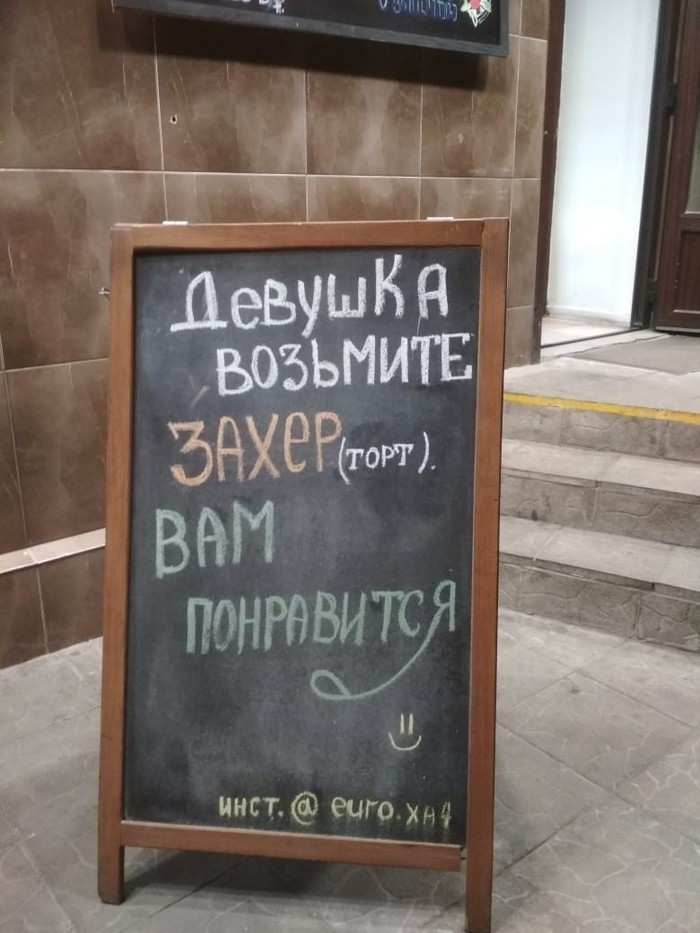 Девушка
возьмите
Захер (торт).
Вам
понравится
инст.@ euro.xa4